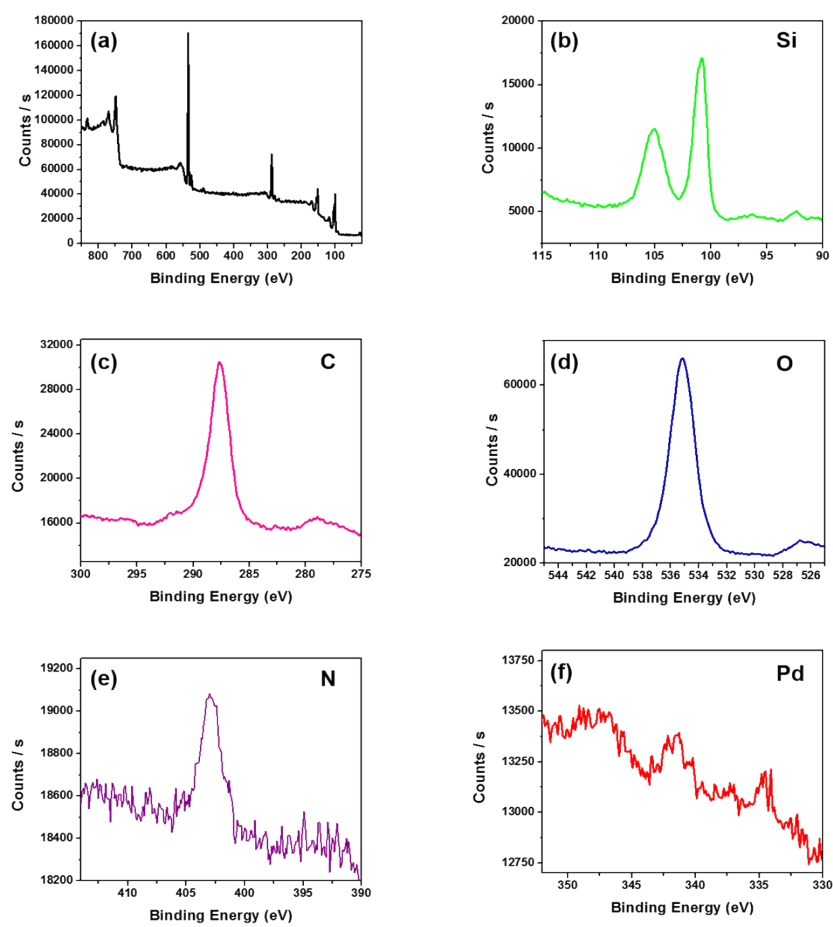 (a)
Counts / s
180000
160000
140000
120000
100000
80000
60000
40000
20000
0
800 700 600 500 400 300 200 100
Binding Energy (eV)
(b) Si
Counts / s
20000
15000
10000
5000
115 110 105 100 95 90
Binding Energy (eV)
(c) C
Counts / s
32000
28000
24000
20000
16000
300 295 290 285 280 275
Binding Energy (eV)
(d) O
Counts / s
60000
40000
20000
544 542 540 538 536 534 532 530 528 526
Binding Energy (eV)
(e) N
Counts / s
19200
19000
18800
18600
18400
18200
410 405 400 395 390
Binding Energy (eV)
(f) Pd
Counts / s
13750
13500
13250
13000
12750
350 345 340 335 330
Binding Energy (eV)